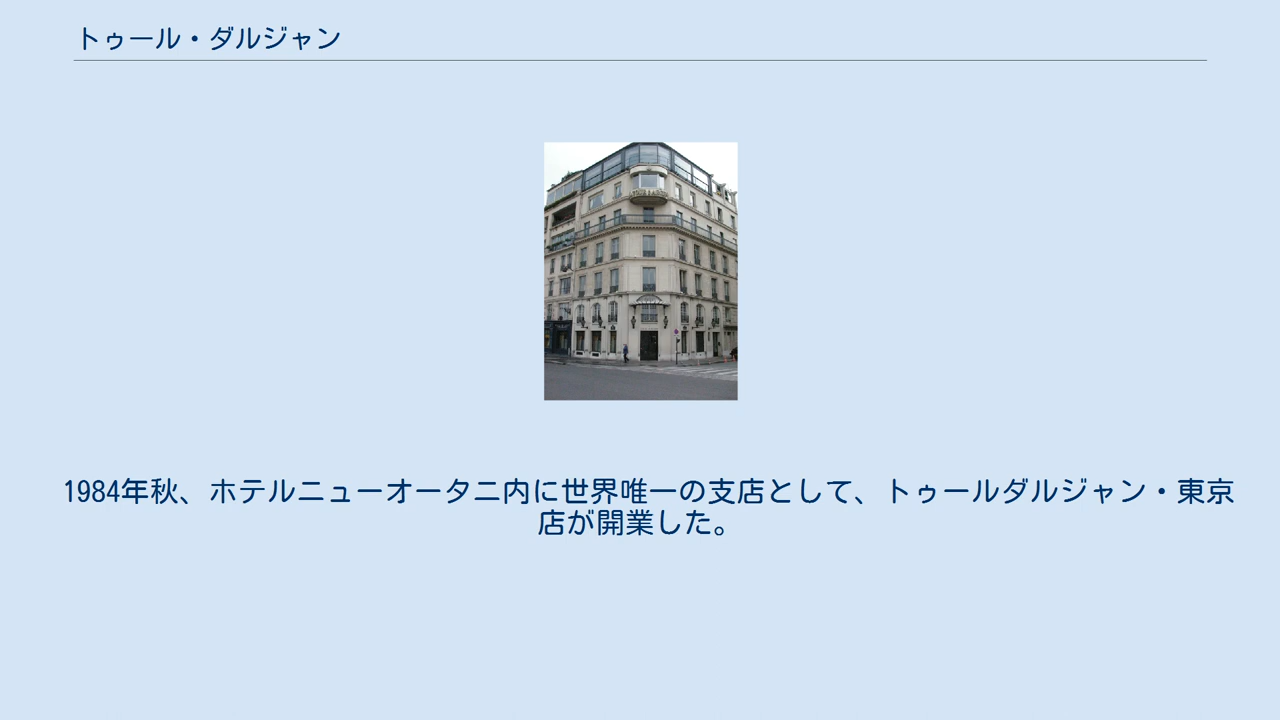 トゥール・ダルジャン
1984年秋、ホテルニューオータニ内に世界唯一の支店として、トゥールダルジャン・東京
店が開業した。